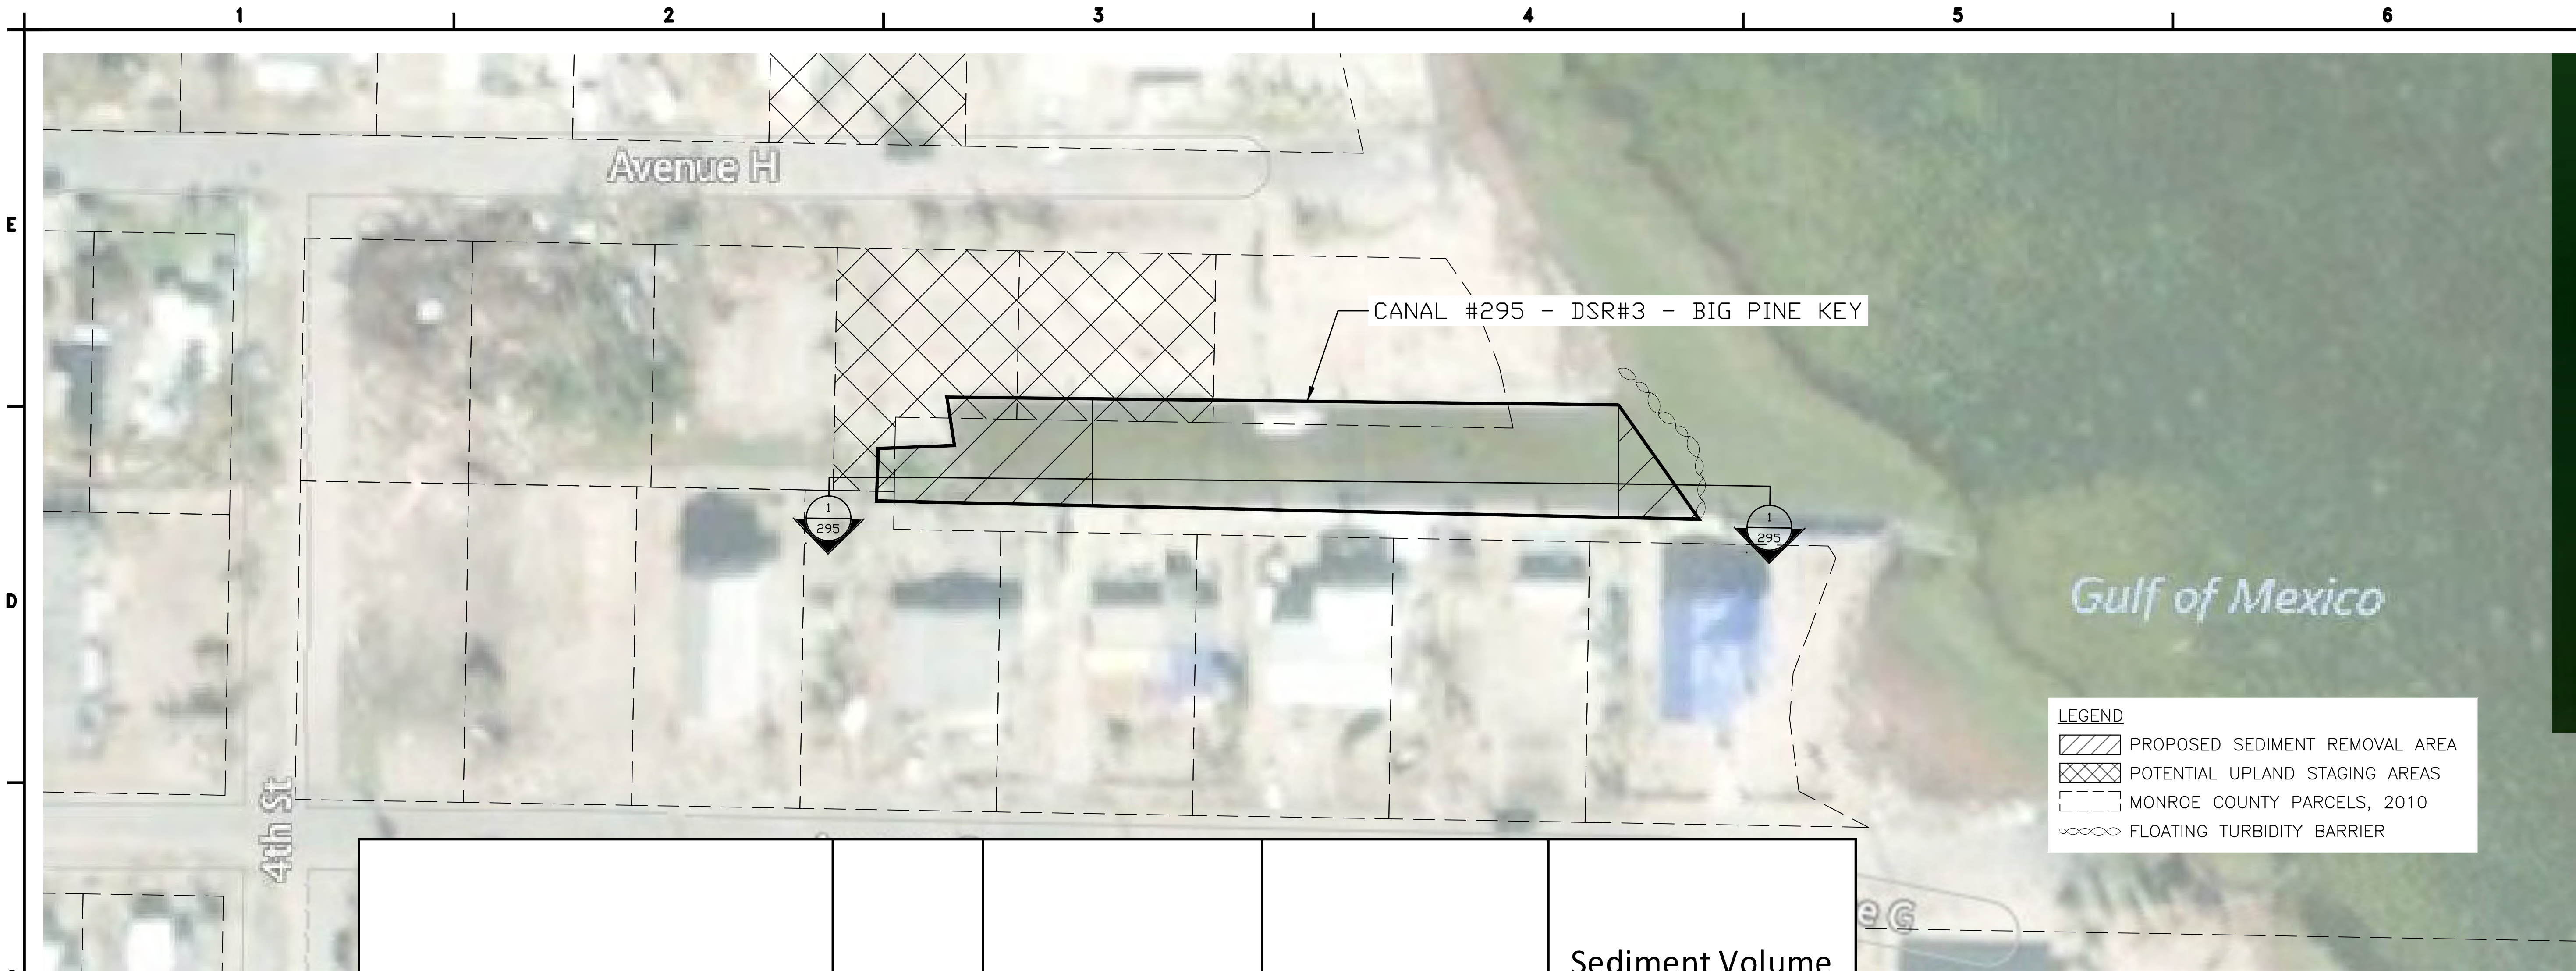 1 2 3 4 5 6
Avenue H
E
CANAL #295 - DSR#3 - BIG PINE KEY
1
295
1
295
D
Gulf of Mexico
LEGEND
PROPOSED SEDIMENT REMOVAL AREA
POTENTIAL UPLAND STAGING AREAS
MONROE COUNTY PARCELS, 2010
FLOATING TURBIDITY BARRIER
4th St
e G
Sediment Volume